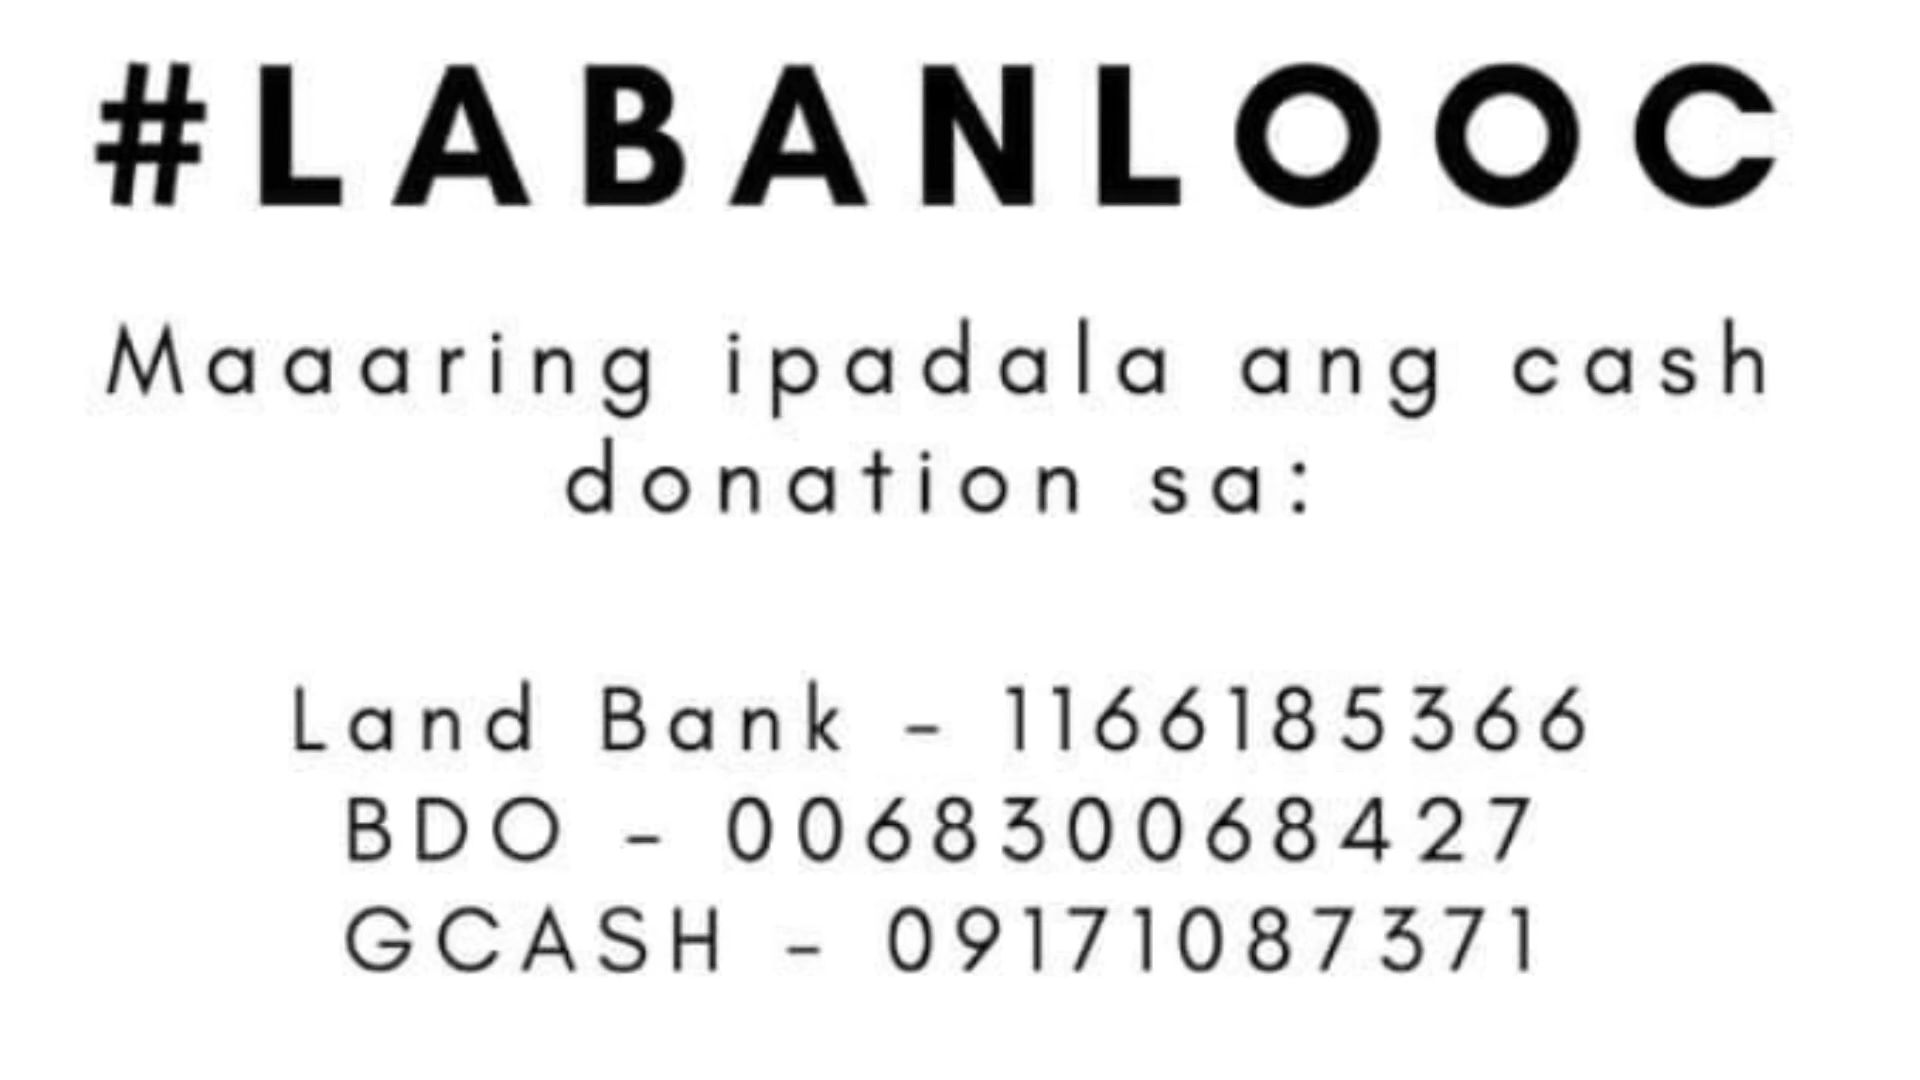 #LABANLOOC
Maaaring ipadala ang cash
donation sa:
Land Bank - 1166185366
BDO - 006830068427
GCASH - 09171087371